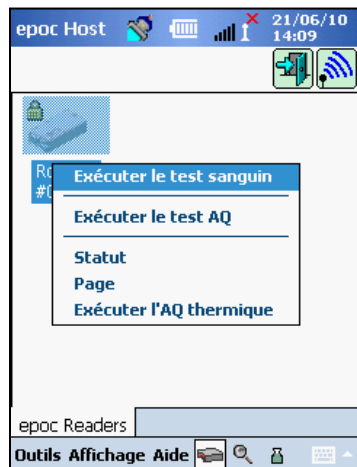 epoc Host 21/06/10
14:09
Exécuter le test sanguin
Exécuter le test AQ
Statut
Page
Exécuter l'AQ thermique
epoc Readers
Outils Affichage Aide